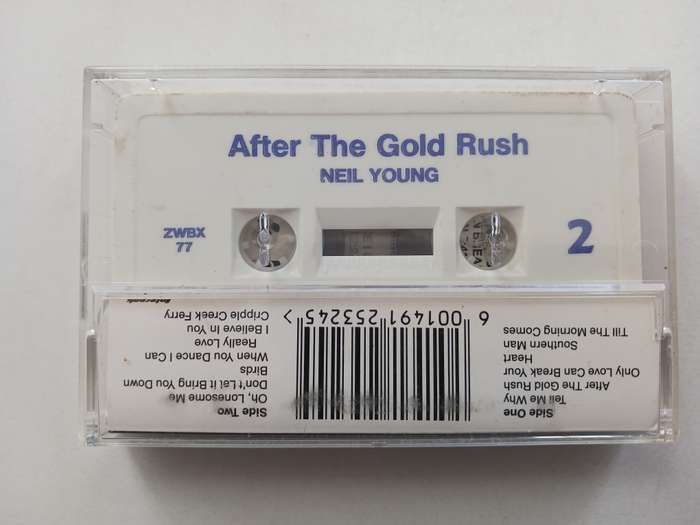 After The Gold Rush
NEIL YOUNG
ZWBX
77
2
Side One
Tell Me Why
After The Gold Rush
Only Love Can Break Your
Heart
Southern Man
Till The Morning Comes
6 001491 253245 >
Side Two
Oh, Lonesome Me
Don't Let it Bring You Down
Birds
When You Dance I Can
Really Love
I Believe in You
Cripple Creek Ferry